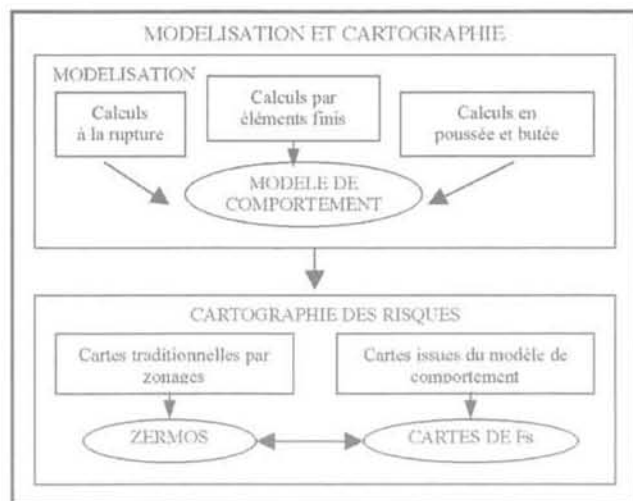 MODELISATION ET CARTOGRAPHIE
MODELISATION
Calculs
à la rupture
Calculs par
éléments finis
Calculs en
poussée et butée
MODELE DE
COMPORTEMENT
CARTOGRAPHIE DES RISQUES
Cartes traditionnelles par
zonages
Cartes issues du modèle de
comportement
ZERMOS
CARTES DE Fs